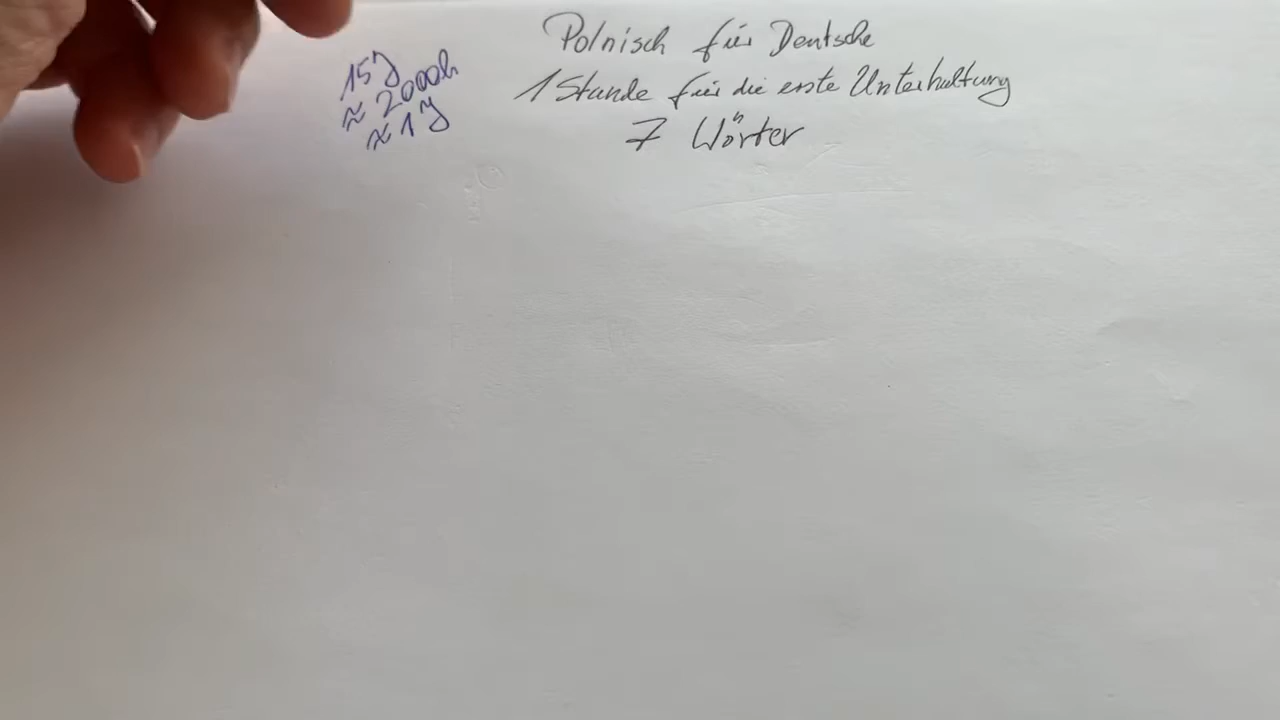 Polnisch für Deutsche
1 Stunde für die erste Unterhaltung
7 Wörter
15J
≈ 2000h
≈ 1J